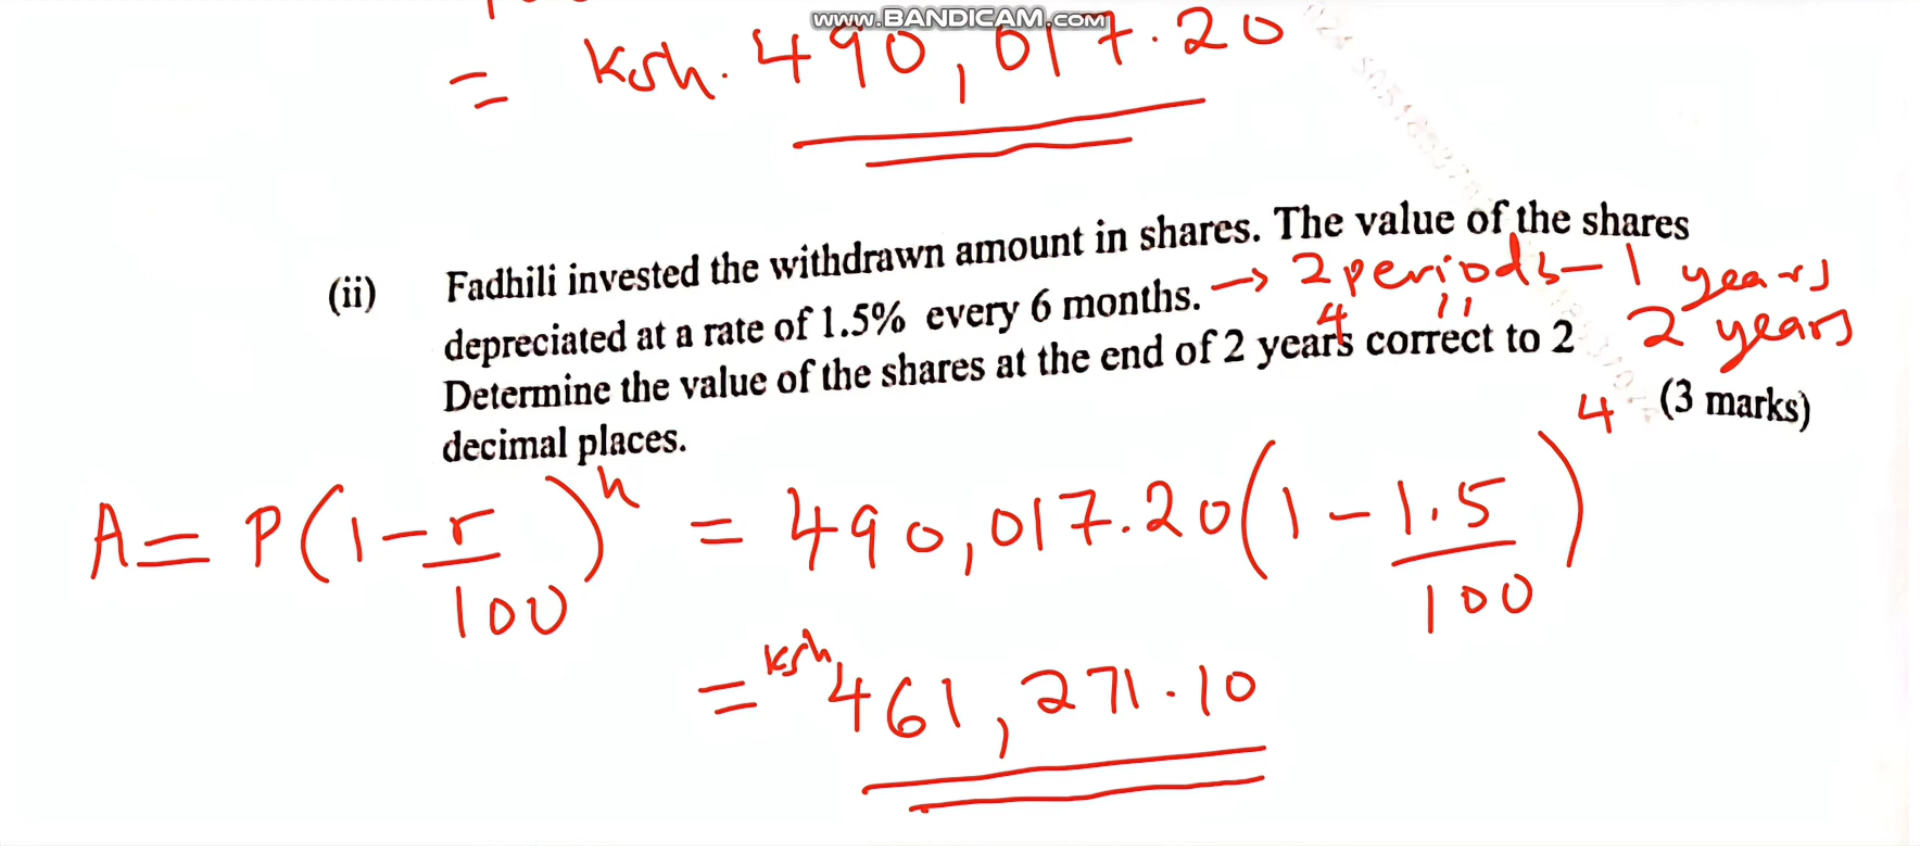 www.BANDICAM.com
= Ksh. 490,017.20
(ii) Fadhili invested the withdrawn amount in shares. The value of the shares
depreciated at a rate of 1.5% every 6 months. → 2 periods – 1 years
4 " 2 years
Determine the value of the shares at the end of 2 years correct to 2
decimal places. (3 marks)
A = P(1 - r/100)^n = 490,017.20(1 - 1.5/100)^4
= Ksh 461,271.10